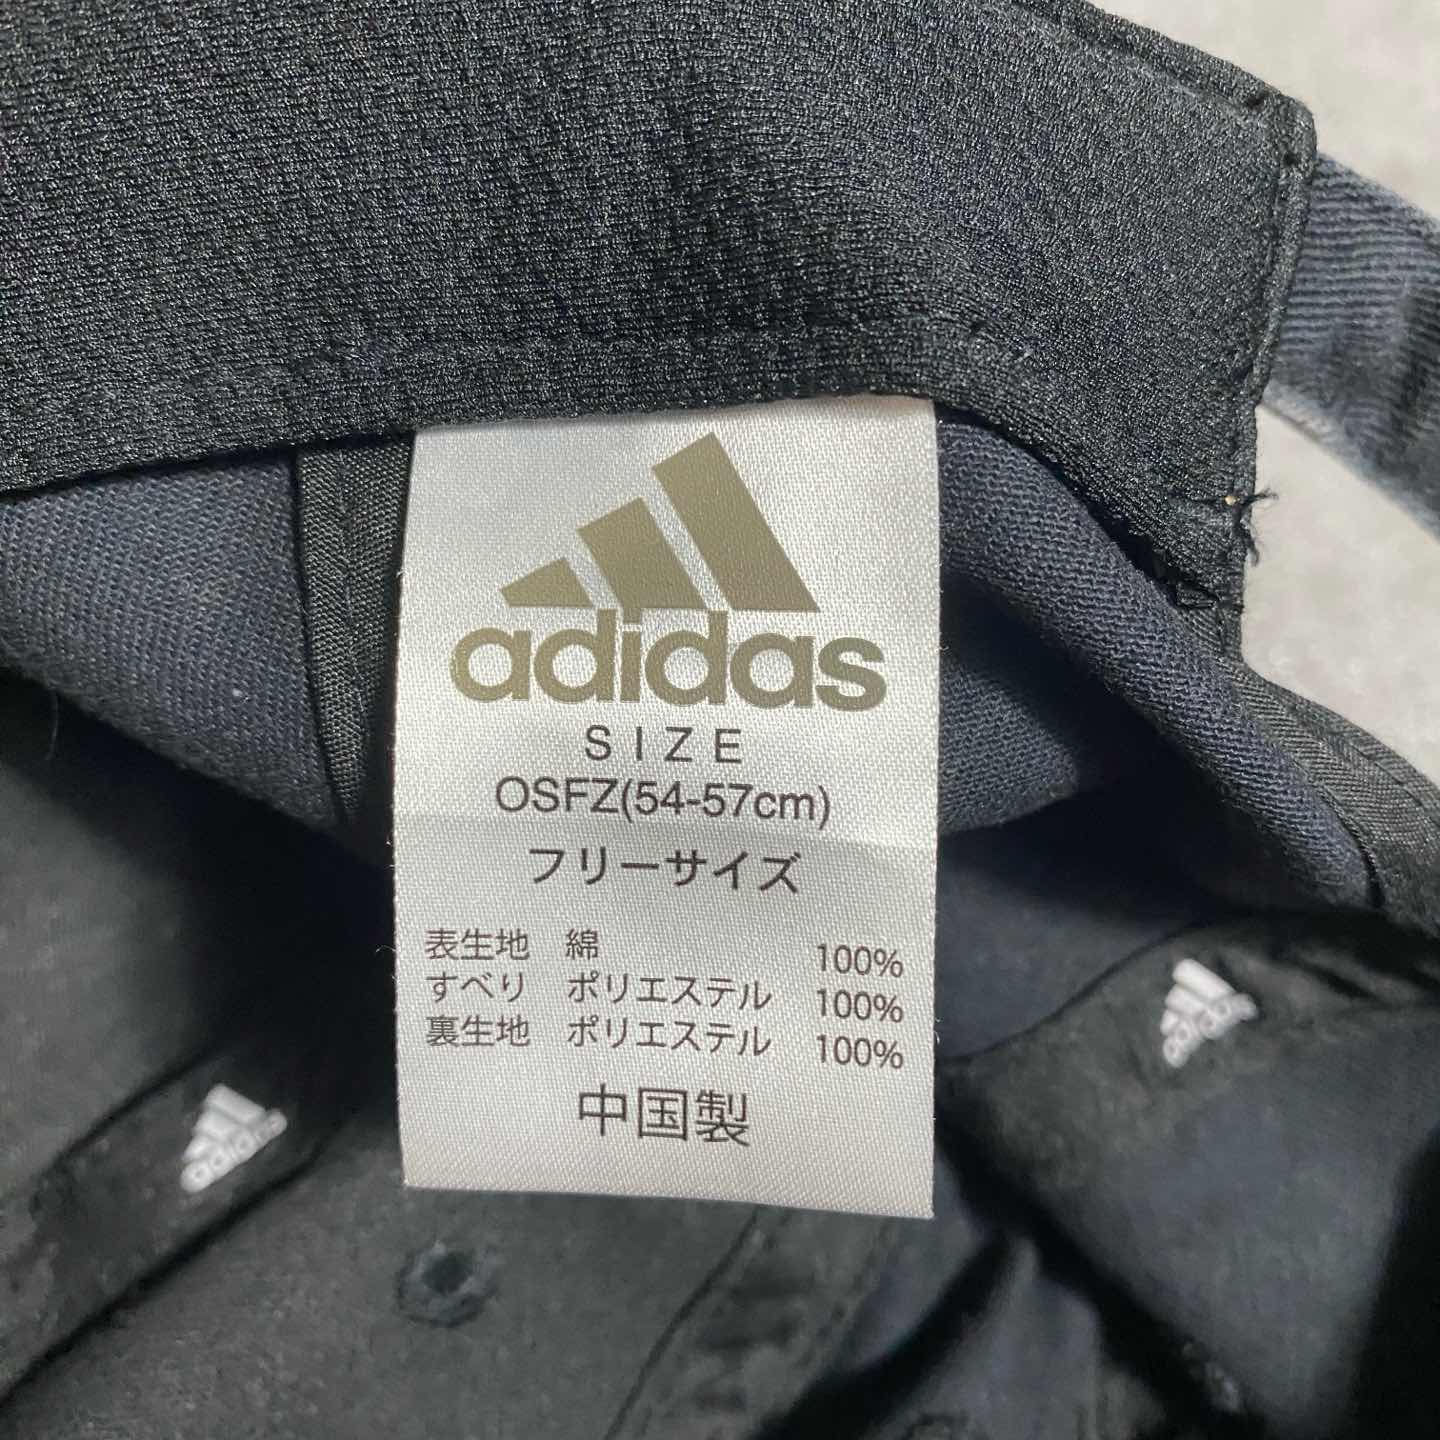 adidas
SIZE
OSFZ(54-57cm)
フリーサイズ
表生地 綿 100%
すべり ポリエステル 100%
裏生地 ポリエステル 100%
中国製
adidas
adidas